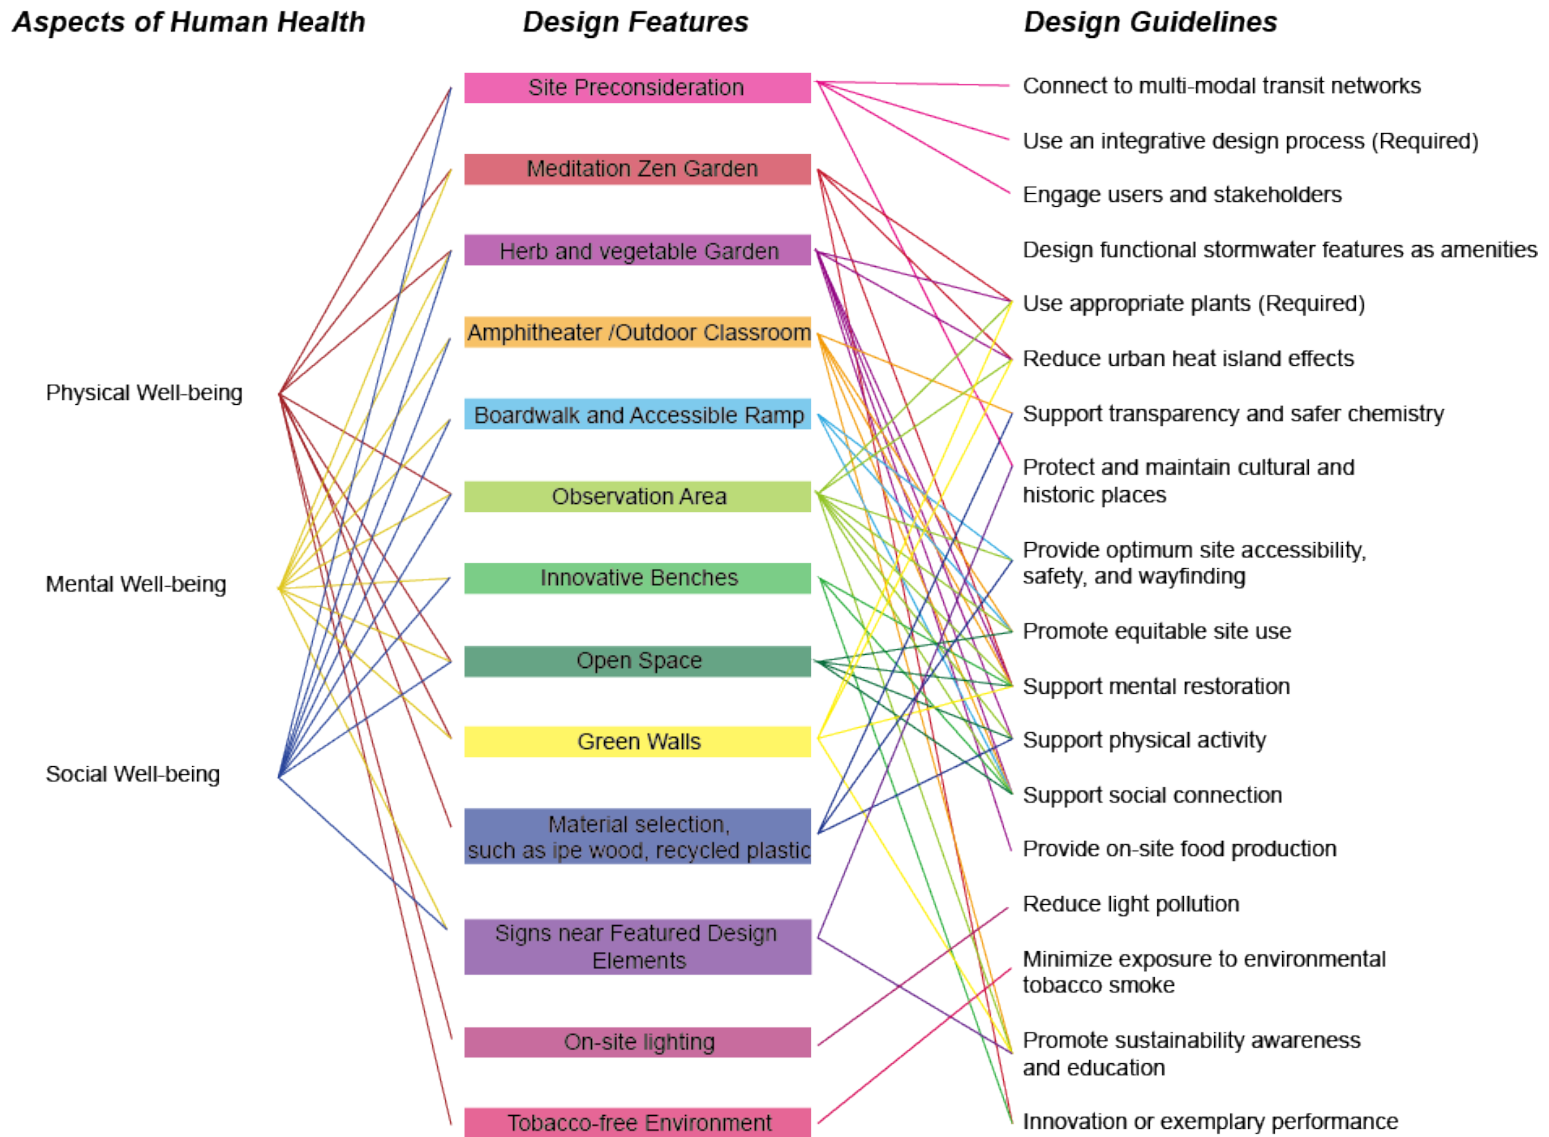 Aspects of Human Health
Design Features
Design Guidelines
Physical Well-being
Mental Well-being
Social Well-being
Site Preconsideration
Meditation Zen Garden
Herb and vegetable Garden
Amphitheater /Outdoor Classroom
Boardwalk and Accessible Ramp
Observation Area
Innovative Benches
Open Space
Green Walls
Material selection,
such as ipe wood, recycled plastic
Signs near Featured Design
Elements
On-site lighting
Tobacco-free Environment
Connect to multi-modal transit networks
Use an integrative design process (Required)
Engage users and stakeholders
Design functional stormwater features as amenities
Use appropriate plants (Required)
Reduce urban heat island effects
Support transparency and safer chemistry
Protect and maintain cultural and
historic places
Provide optimum site accessibility,
safety, and wayfinding
Promote equitable site use
Support mental restoration
Support physical activity
Support social connection
Provide on-site food production
Reduce light pollution
Minimize exposure to environmental
tobacco smoke
Promote sustainability awareness
and education
Innovation or exemplary performance